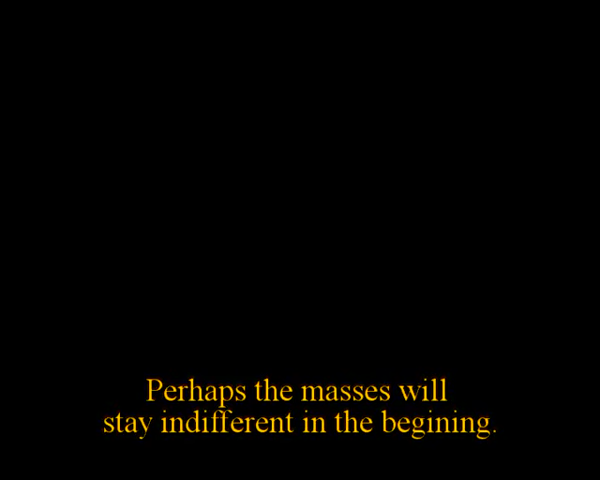 Perhaps the masses will
stay indifferent in the begining.